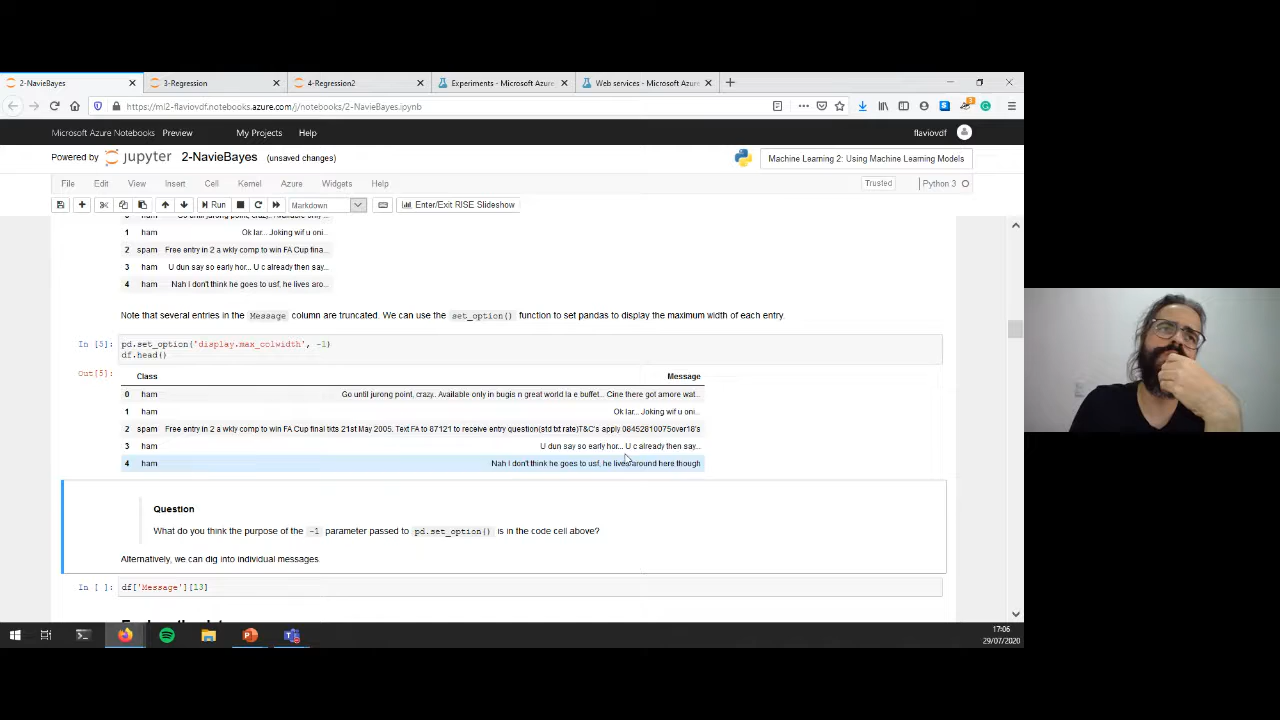 2-NavieBayes
3-Regression
4-Regression2
Experiments - Microsoft Azure
Web services - Microsoft Azure
https://ml2-flaviovdf.notebooks.azure.com/j/notebooks/2-NavieBayes.ipynb
Microsoft Azure Notebooks Preview My Projects Help flaviovdf
Powered by jupyter 2-NavieBayes (unsaved changes) Machine Learning 2: Using Machine Learning Models
File Edit View Insert Cell Kernel Azure Widgets Help Trusted Python 3
Run Markdown Enter/Exit RISE Slideshow
1 ham Ok lar... Joking wif u oni...
2 spam Free entry in 2 a wkly comp to win FA Cup fina...
3 ham U dun say so early hor... U c already then say...
4 ham Nah I don't think he goes to usf, he lives aro...
Note that several entries in the Message column are truncated. We can use the set_option() function to set pandas to display the maximum width of each entry.
In [5]: pd.set_option('display.max_colwidth', -1)
df.head()
Out[5]: Class Message
0 ham Go until jurong point, crazy.. Available only in bugis n great world la e buffet... Cine there got amore wat...
1 ham Ok lar... Joking wif u oni...
2 spam Free entry in 2 a wkly comp to win FA Cup final tkts 21st May 2005. Text FA to 87121 to receive entry question(std txt rate)T&C's apply 08452810075over18's
3 ham U dun say so early hor... U c already then say...
4 ham Nah I don't think he goes to usf, he lives around here though
Question
What do you think the purpose of the -1 parameter passed to pd.set_option() is in the code cell above?
Alternatively, we can dig into individual messages.
In [ ]: df['Message'][13]
17:06
29/07/2020